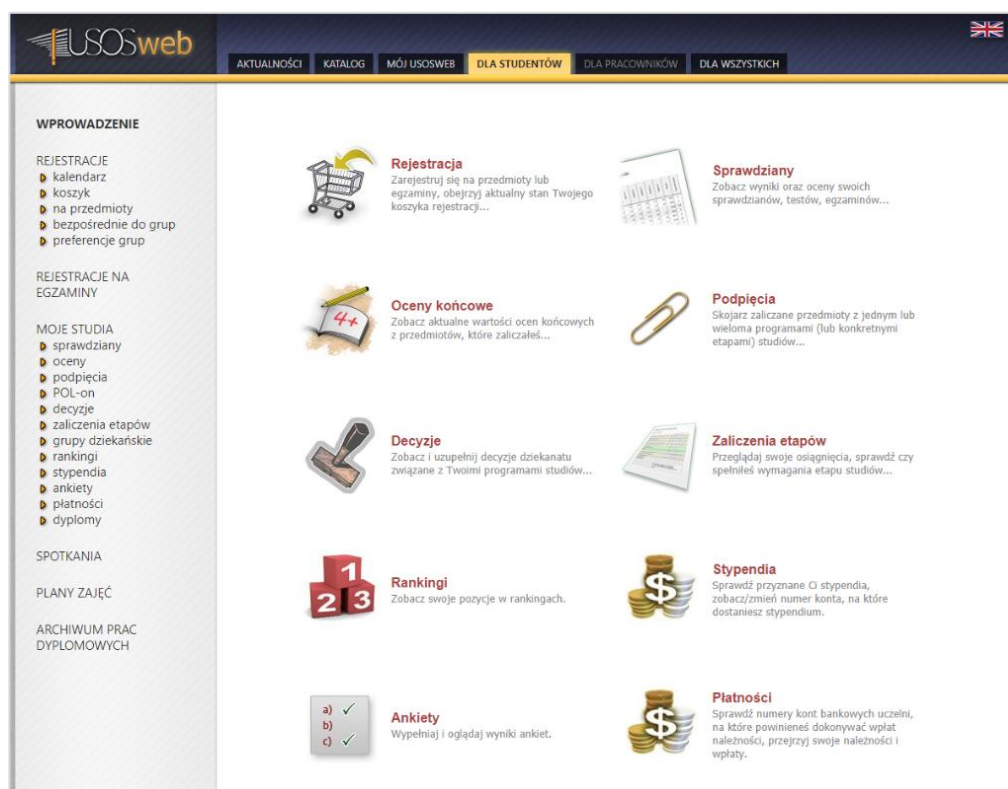 USOSweb
AKTUALNOŚCI KATALOG MÓJ USOSWEB DLA STUDENTÓW DLA PRACOWNIKÓW DLA WSZYSTKICH
WPROWADZENIE
REJESTRACJE
kalendarz
koszyk
na przedmioty
bezpośrednie do grup
preferencje grup
REJESTRACJE NA
EGZAMINY
MOJE STUDIA
sprawdziany
oceny
podpięcia
POL-on
decyzje
zaliczenia etapów
grupy dziekańskie
rankingi
stypendia
ankiety
płatności
dyplomy
SPOTKANIA
PLANY ZAJĘĆ
ARCHIWUM PRAC
DYPLOMOWYCH
Rejestracja
Zarejestruj się na przedmioty lub
egzaminy, obejrzyj aktualny stan Twojego
koszyka rejestracji...
Sprawdziany
Zobacz wyniki oraz oceny swoich
sprawdzianów, testów, egzaminów...
4+
Oceny końcowe
Zobacz aktualne wartości ocen końcowych
z przedmiotów, które zaliczałeś...
Podpięcia
Skojarz zaliczane przedmioty z jednym lub
wieloma programami (lub konkretnymi
etapami) studiów...
Decyzje
Zobacz i uzupełnij decyzje dziekanatu
związane z Twoimi programami studiów...
Zaliczenia etapów
Przeglądaj swoje osiągnięcia, sprawdź czy
spełniłeś wymagania etapu studiów...
1
2 3
Rankingi
Zobacz swoje pozycje w rankingach.
$
Stypendia
Sprawdź przyznane Ci stypendia,
zobacz/zmień numer konta, na które
dostaniesz stypendium.
a) ✓
b)
c) ✓
Ankiety
Wypełniaj i oglądaj wyniki ankiet.
$
Płatności
Sprawdź numery kont bankowych uczelni,
na które powinieneś dokonywać wpłat
należności, przejrzyj swoje należności i
wpłaty.